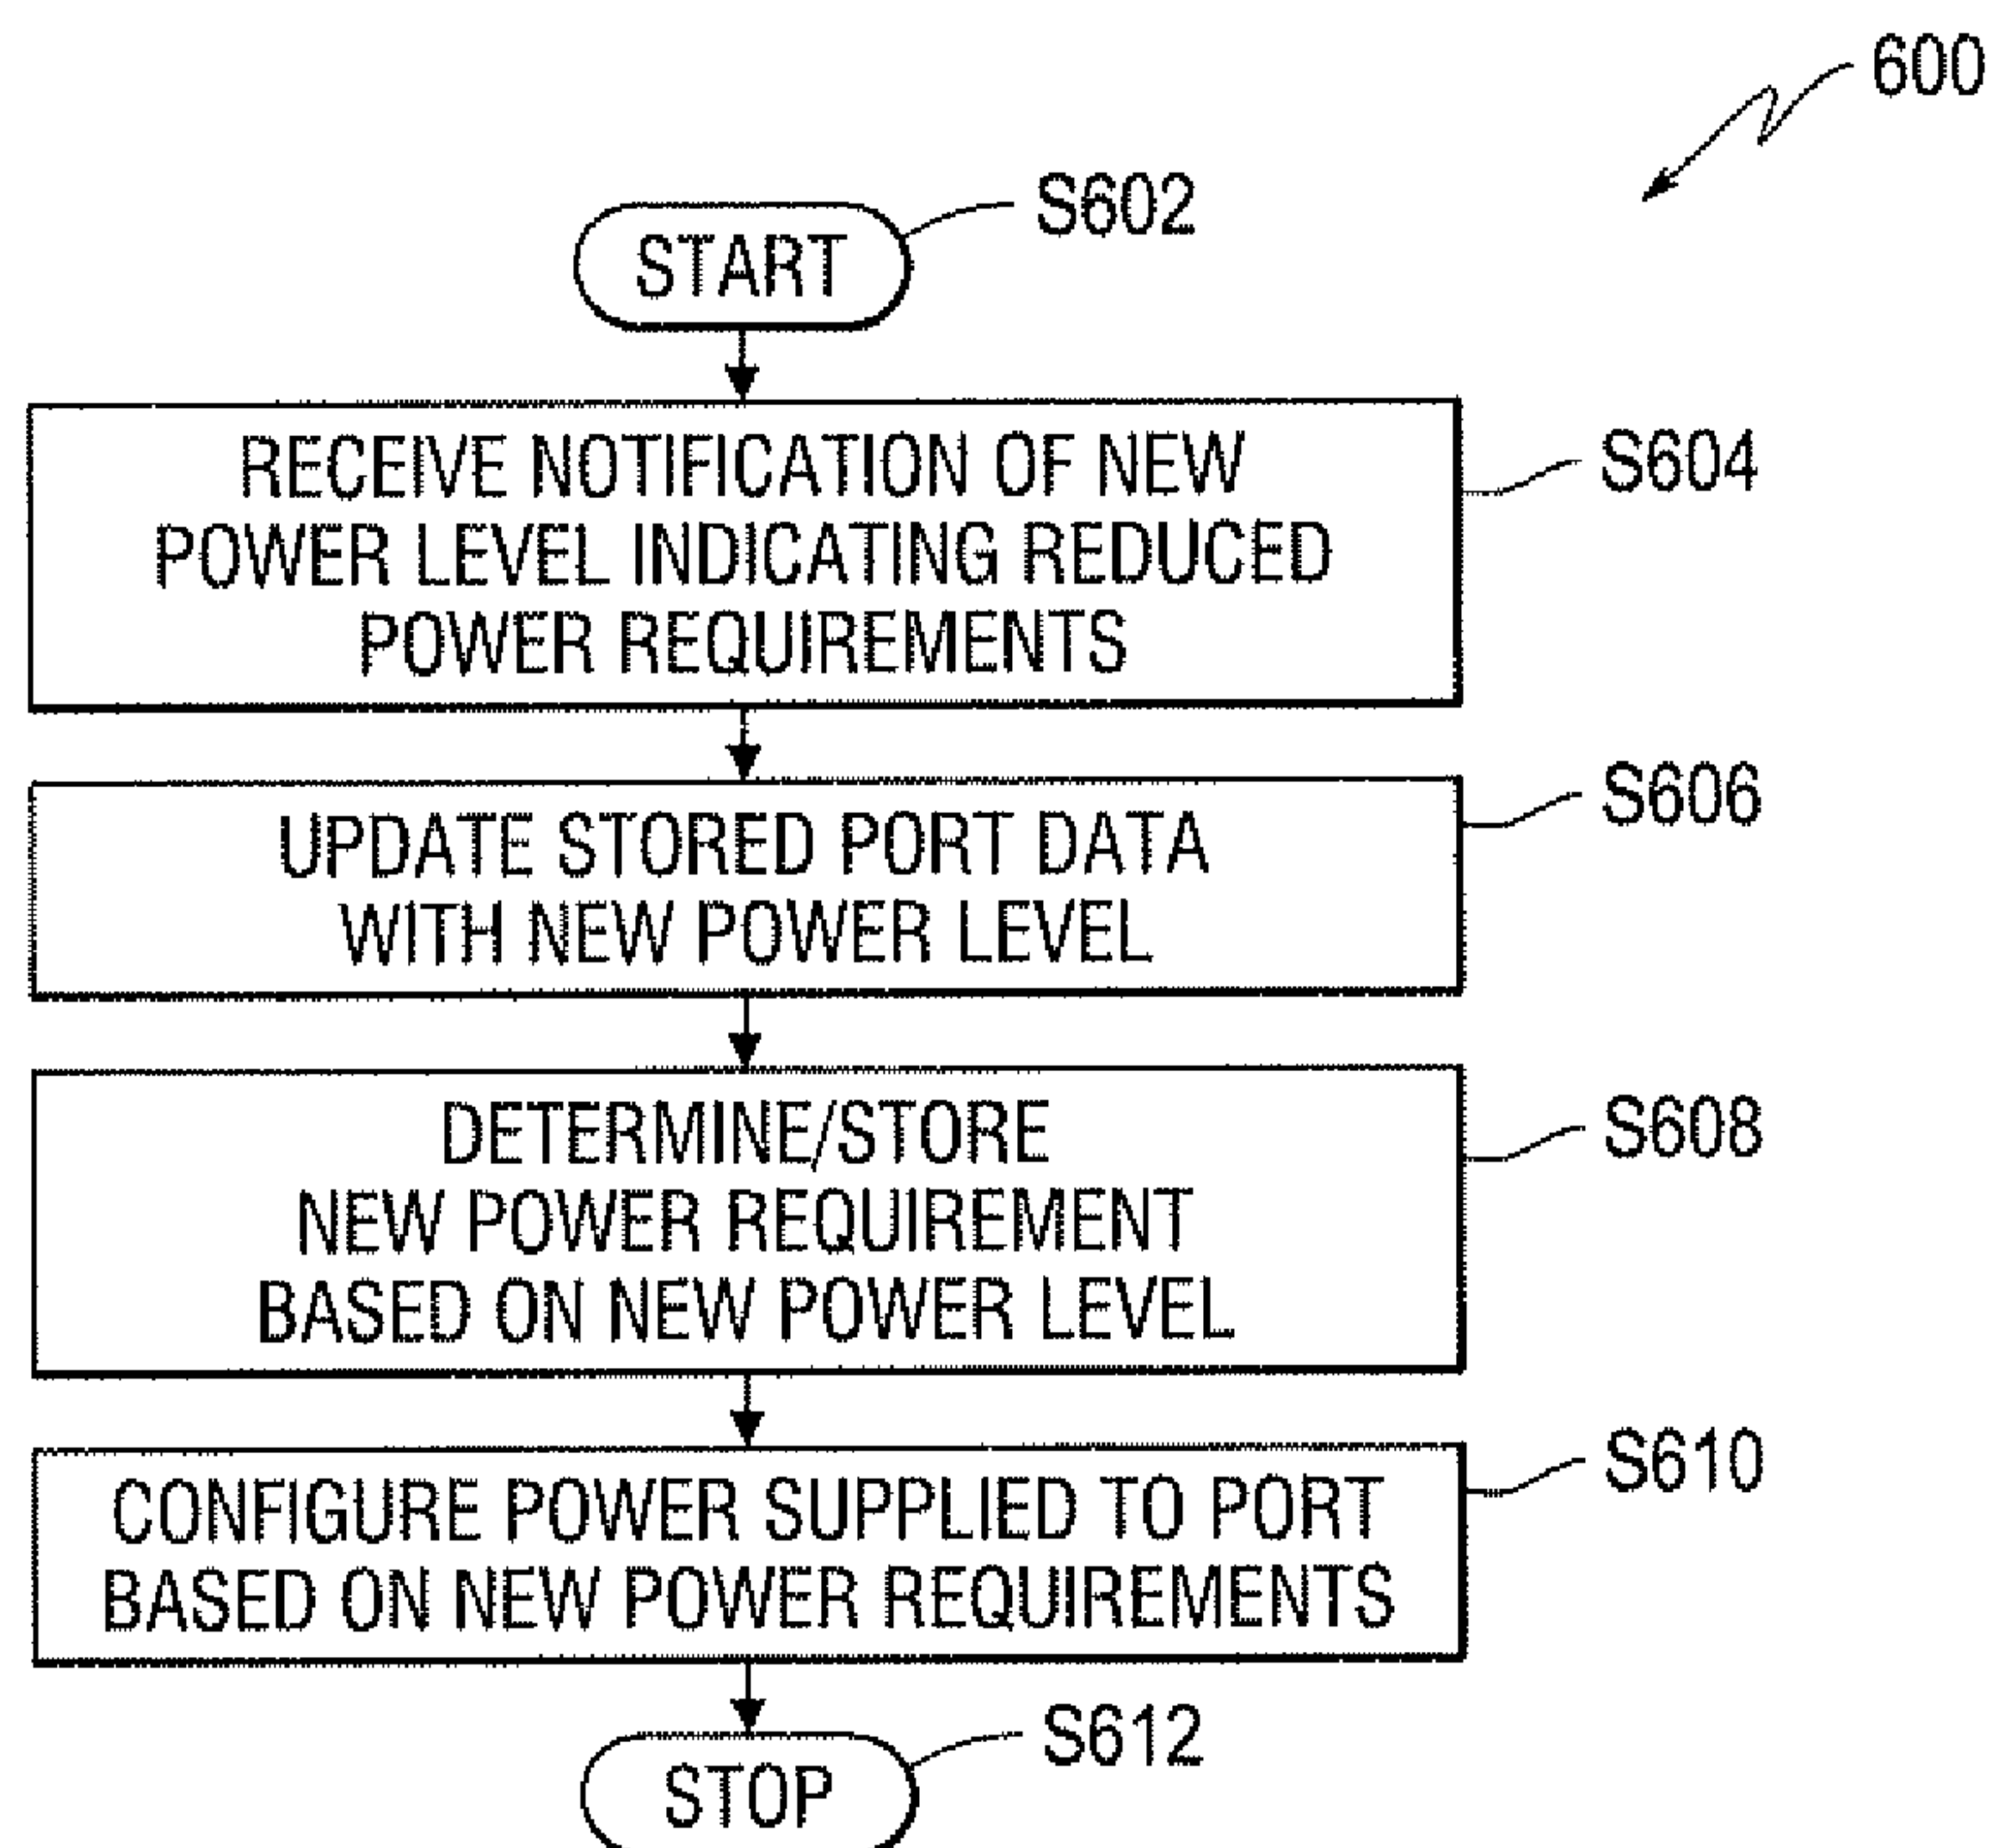 600
S602
START
RECEIVE NOTIFICATION OF NEW
POWER LEVEL INDICATING REDUCED
POWER REQUIREMENTS
S604
UPDATE STORED PORT DATA
WITH NEW POWER LEVEL
S606
DETERMINE/STORE
NEW POWER REQUIREMENT
BASED ON NEW POWER LEVEL
S608
CONFIGURE POWER SUPPLIED TO PORT
BASED ON NEW POWER REQUIREMENTS
S610
STOP
S612